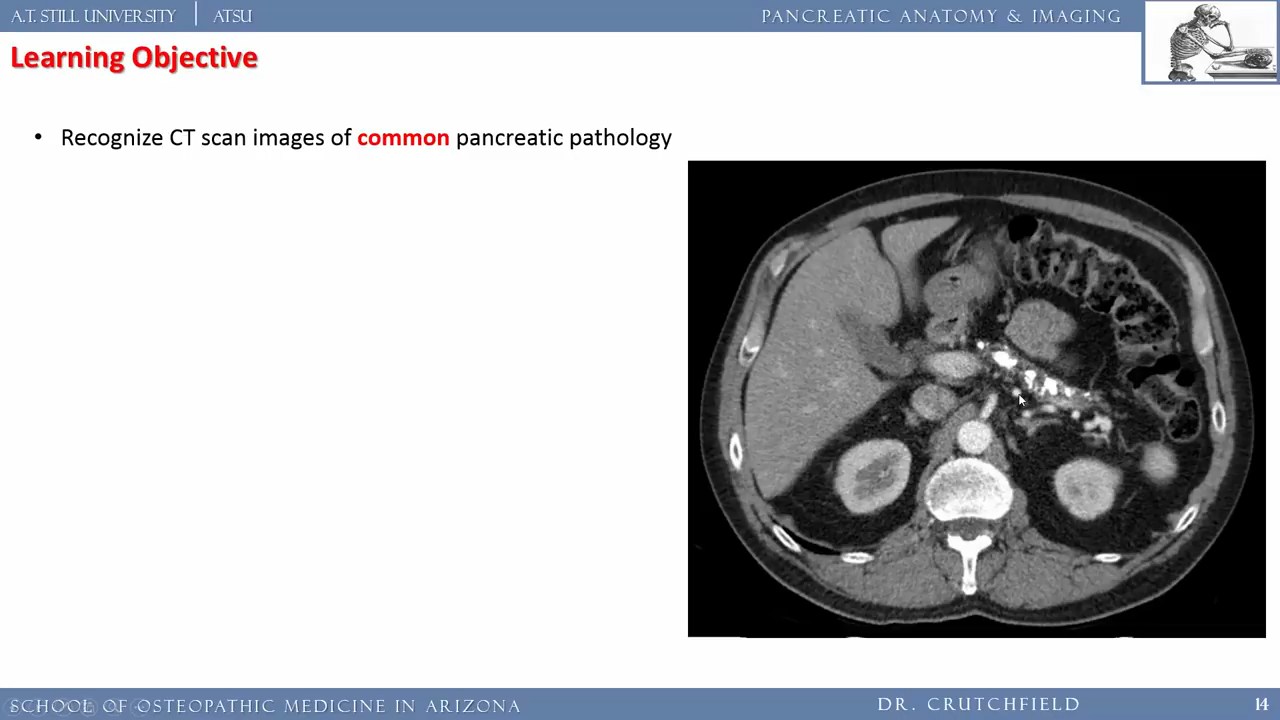 A.T. STILL UNIVERSITY ATSU PANCREATIC ANATOMY & IMAGING
Learning Objective
• Recognize CT scan images of common pancreatic pathology
SCHOOL OF OSTEOPATHIC MEDICINE IN ARIZONA DR. CRUTCHFIELD 14